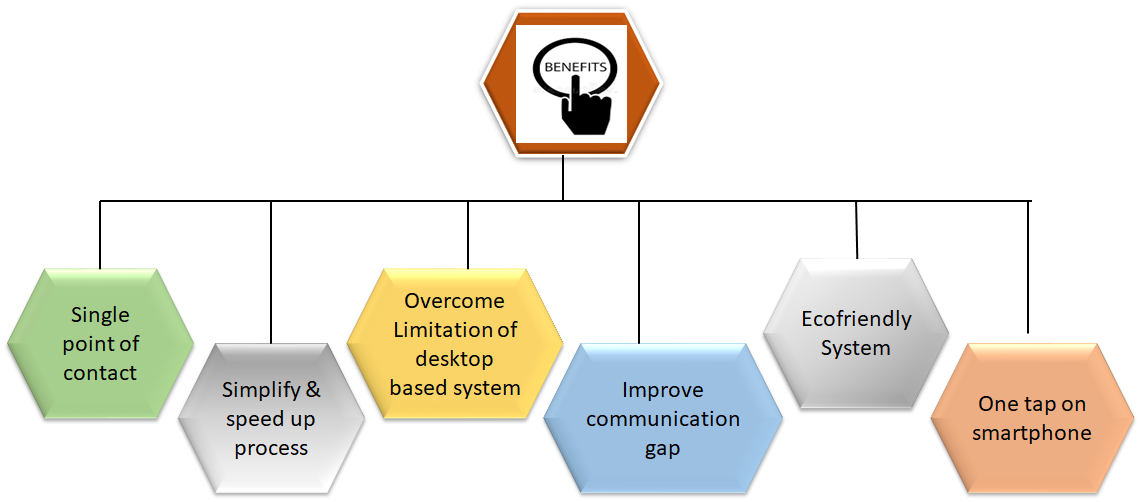 BENEFITS
Single
point of
contact
Simplify &
speed up
process
Overcome
Limitation of
desktop
based system
Improve
communication
gap
Ecofriendly
System
One tap on
smartphone